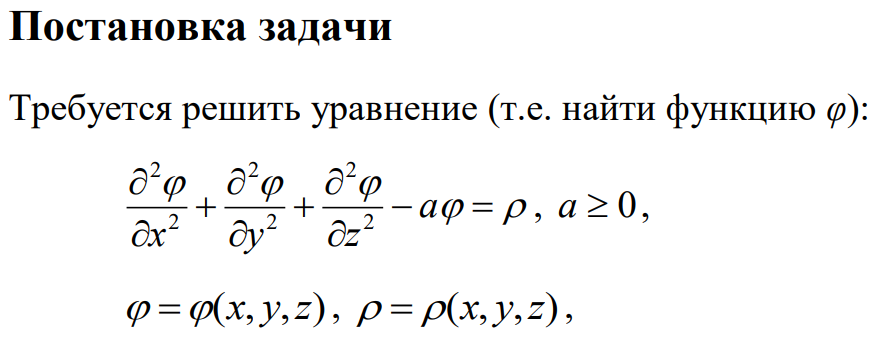 Постановка задачи
Требуется решить уравнение (т.е. найти функцию φ):
∂²φ/∂x² + ∂²φ/∂y² + ∂²φ/∂z² − aφ = ρ , a ≥ 0,
φ = φ(x, y, z) , ρ = ρ(x, y, z) ,